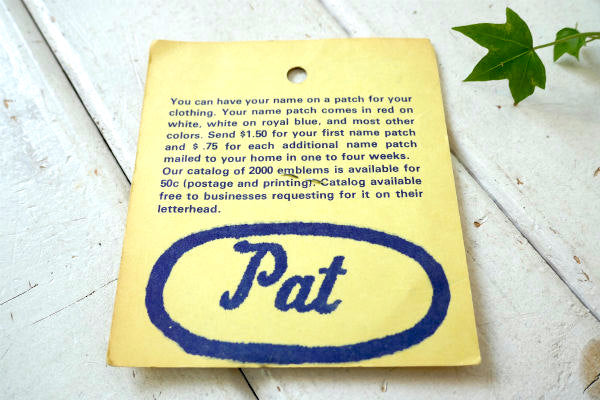 You can have your name on a patch for your
clothing. Your name patch comes in red on
white, white on royal blue, and most other
colors. Send $1.50 for your first name patch
and $ .75 for each additional name patch
mailed to your home in one to four weeks.
Our catalog of 2000 emblems is available for
50c (postage and printing). Catalog available
free to businesses requesting for it on their
letterhead.
Pat